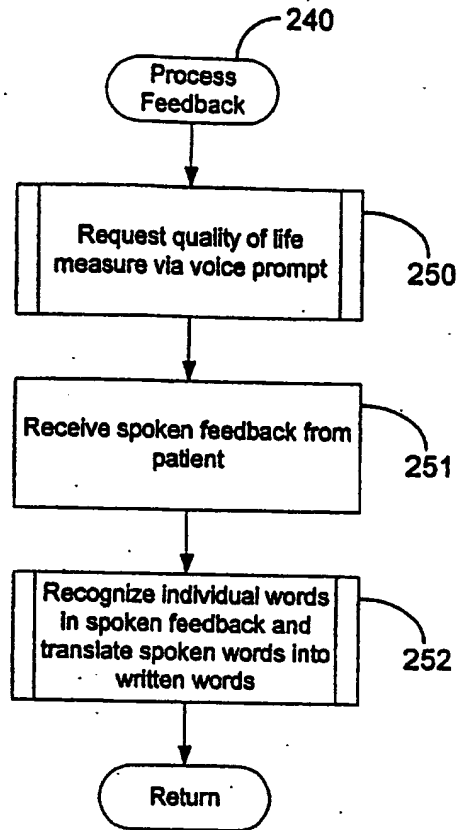 240
Process
Feedback
Request quality of life
measure via voice prompt
250
Receive spoken feedback from
patient
251
Recognize individual words
in spoken feedback and
translate spoken words into
written words
252
Return